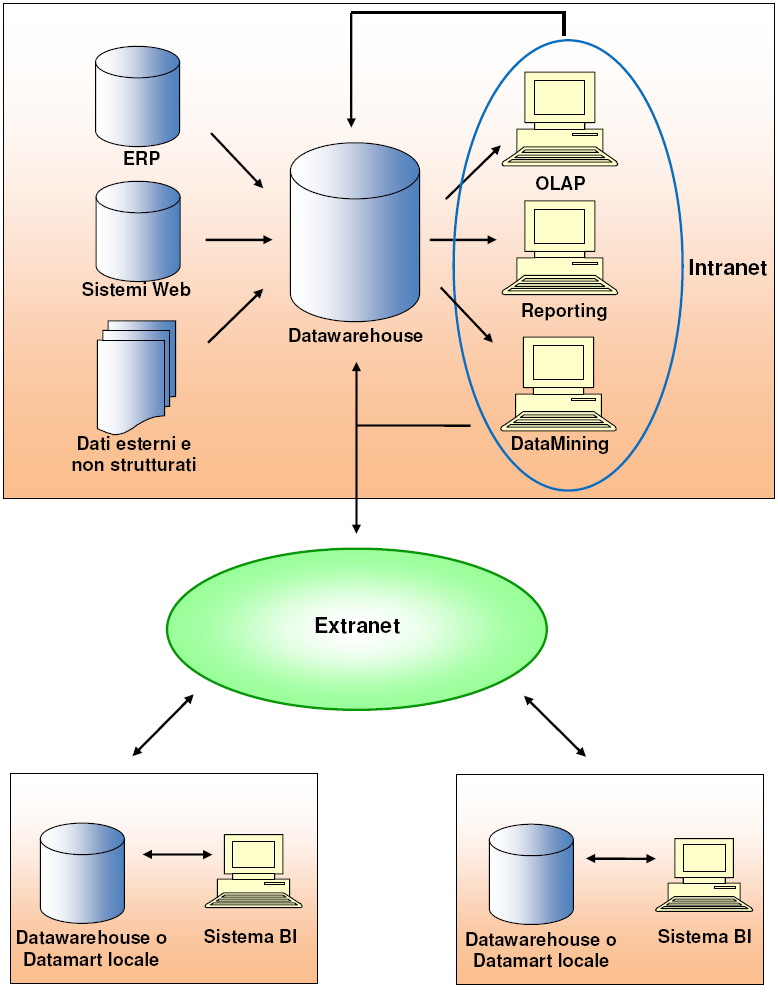 ERP
OLAP
Sistemi Web
Intranet
Reporting
Datawarehouse
Dati esterni e
non strutturati
DataMining
Extranet
Datawarehouse o
Datamart locale
Sistema BI
Datawarehouse o
Datamart locale
Sistema BI